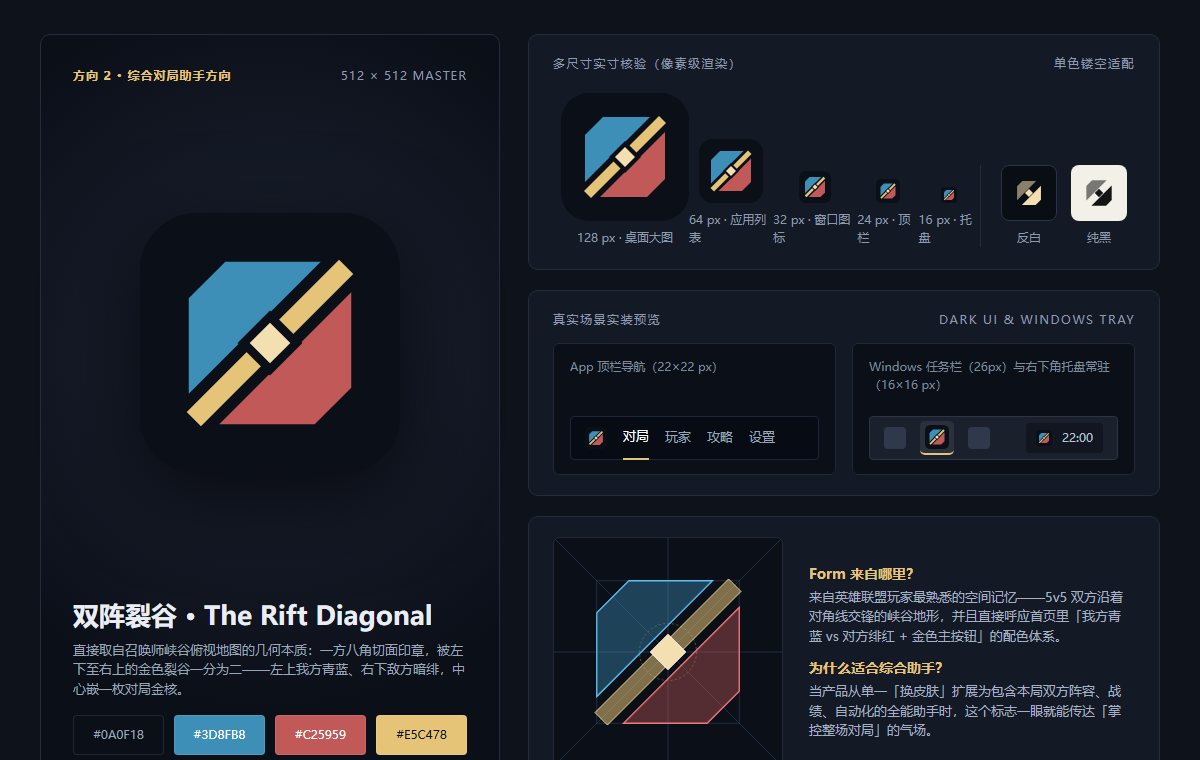 方向 2 • 综合对局助手方向
512 × 512 MASTER
双阵裂谷 • The Rift Diagonal
直接取自召唤师峡谷俯视地图的几何本质：一方八角切面印章，被左
下至右上的金色裂谷一分为二——左上我方青蓝、右下敌方暗绯，中
心嵌一枚对局金核。
#0A0F18
#3D8FB8
#C25959
#E5C478
多尺寸实寸核验（像素级渲染）
单色镂空适配
128 px · 桌面大图
64 px · 应用列
表
32 px · 窗口图
标
24 px · 顶
栏
16 px · 托
盘
反白
纯黑
真实场景实装预览
DARK UI & WINDOWS TRAY
App 顶栏导航（22×22 px）
对局
玩家
攻略
设置
Windows 任务栏（26px）与右下角托盘常驻
（16×16 px）
22:00
Form 来自哪里？
来自英雄联盟玩家最熟悉的空间记忆——5v5 双方沿着
对角线交锋的峡谷地形，并且直接呼应首页里「我方青
蓝 vs 对方绯红 + 金色主按钮」的配色体系。
为什么适合综合助手？
当产品从单一「换皮肤」扩展为包含本局双方阵容、战
绩、自动化的全能助手时，这个标志一眼就能传达「掌
控整场对局」的气场。